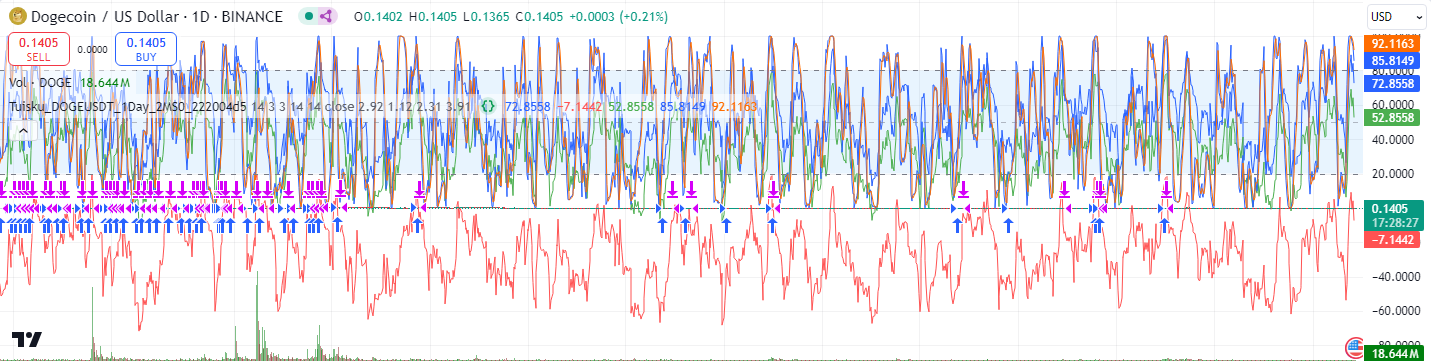 Dogecoin / US Dollar · 1D · BINANCE O0.1402 H0.1405 L0.1365 C0.1405 +0.0003 (+0.21%)
USD
0.1405
SELL
0.0000
0.1405
BUY
Vol · DOGE 18.644 M
Tuisku_DOGEUSDT_1Day_2MS0_222004d5 14 3 3 14 14 close 2.92 1.12 2.31 3.91 72.8558 −7.1442 52.8558 85.8149 92.1163
92.1163
85.8149
80.0000
72.8558
60.0000
52.8558
40.0000
20.0000
0.1405
17:28:27
−7.1442
−40.0000
−60.0000
−80.0000
18.644 M